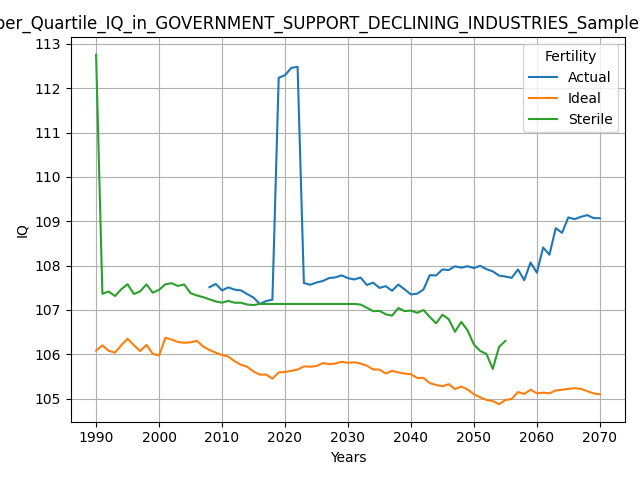 per_Quartile_IQ_in_GOVERNMENT_SUPPORT_DECLINING_INDUSTRIES_Sample
113
112
111
110
109
108
107
106
105
IQ
Fertility
Actual
Ideal
Sterile
1990 2000 2010 2020 2030 2040 2050 2060 2070
Years